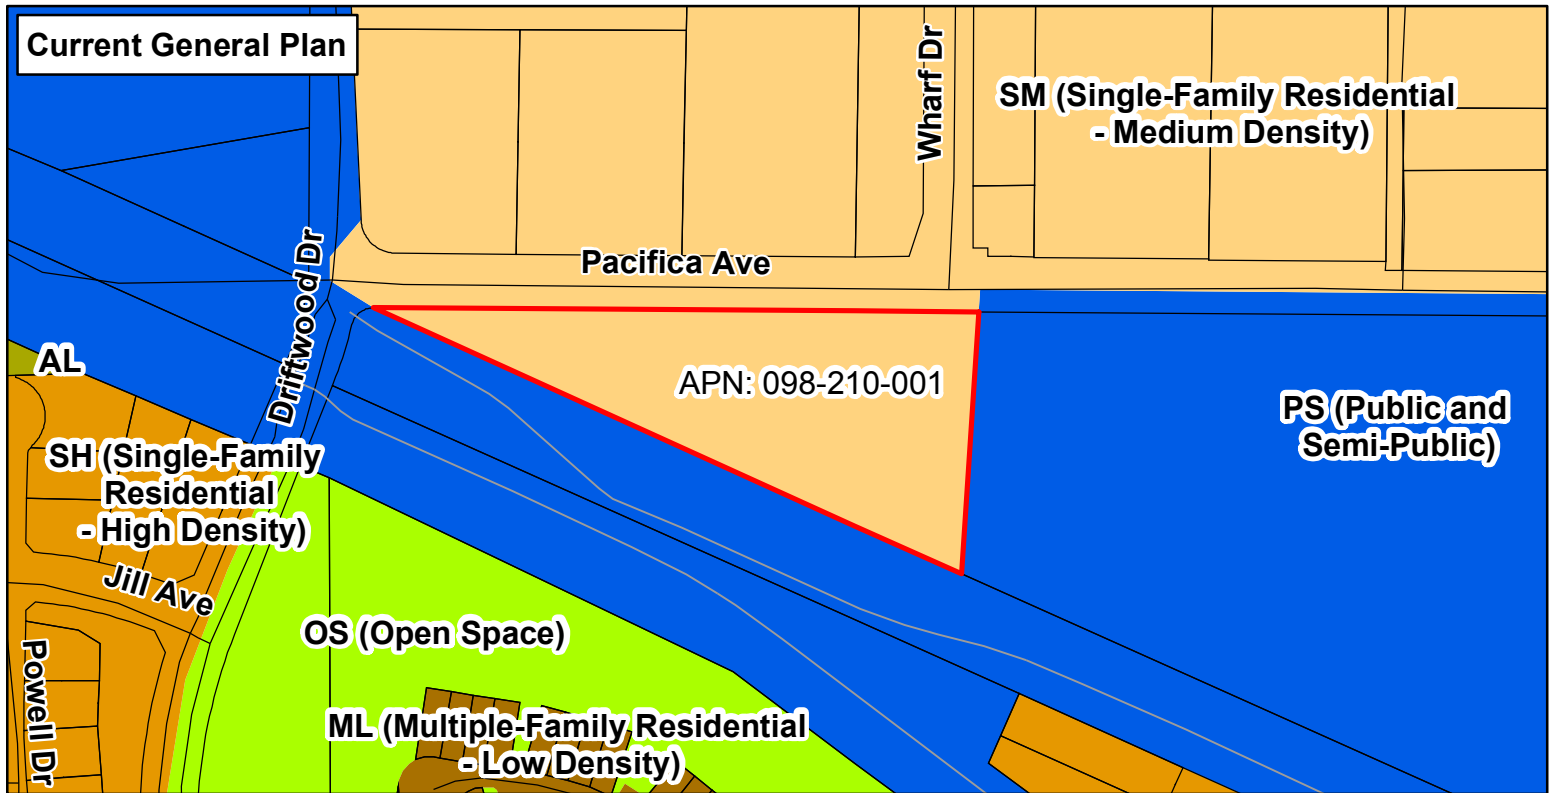 Current General Plan
Wharf Dr
SM (Single-Family Residential
- Medium Density)
Pacifica Ave
Driftwood Dr
AL
APN: 098-210-001
PS (Public and
Semi-Public)
SH (Single-Family
Residential
- High Density)
Jill Ave
OS (Open Space)
Powell Dr
ML (Multiple-Family Residential
- Low Density)